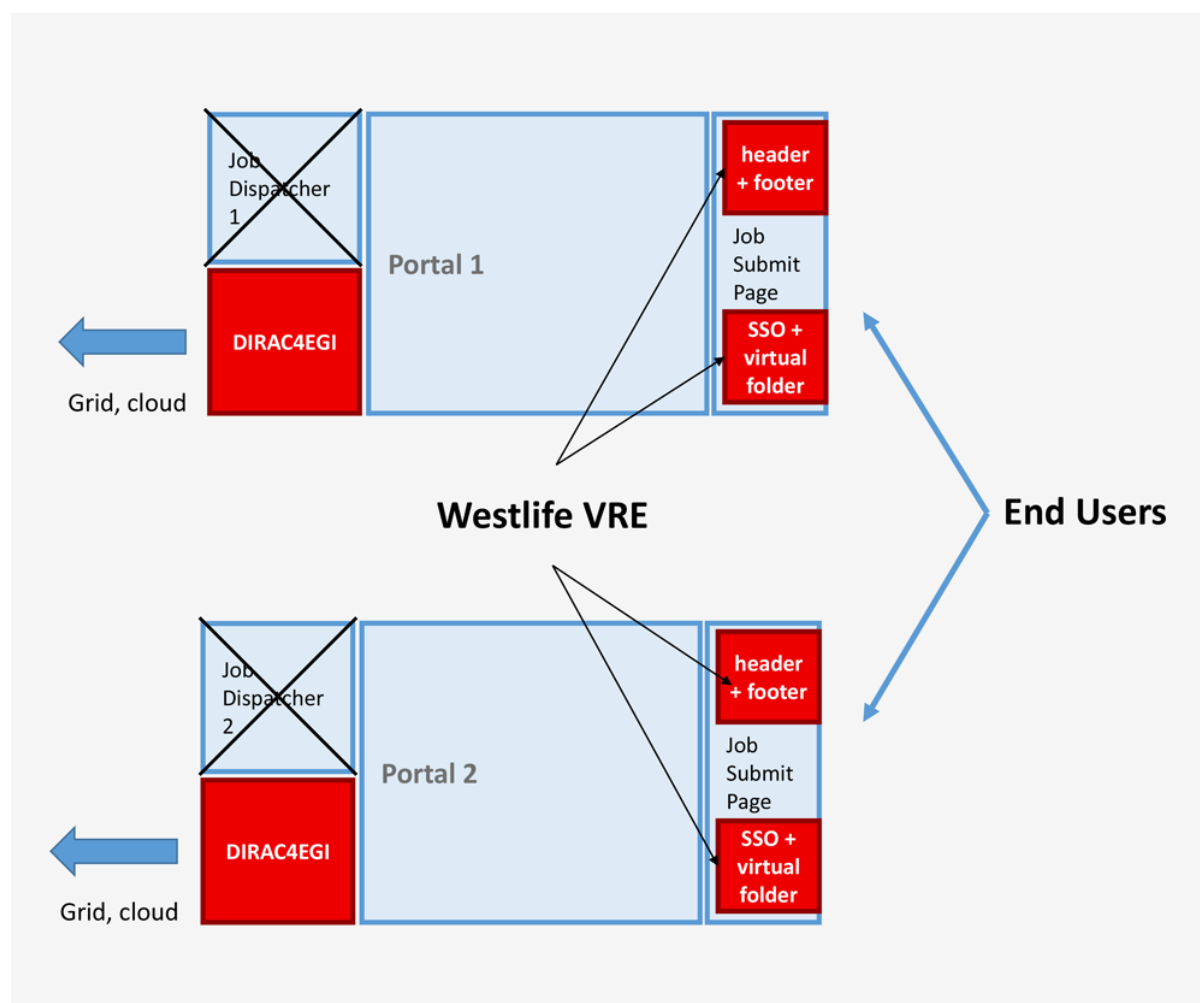 Job
Dispatcher
1
DIRAC4EGI
Grid, cloud
Portal 1
header
+ footer
Job
Submit
Page
SSO +
virtual
folder
Westlife VRE
End Users
Job
Dispatcher
2
DIRAC4EGI
Grid, cloud
Portal 2
header
+ footer
Job
Submit
Page
SSO +
virtual
folder